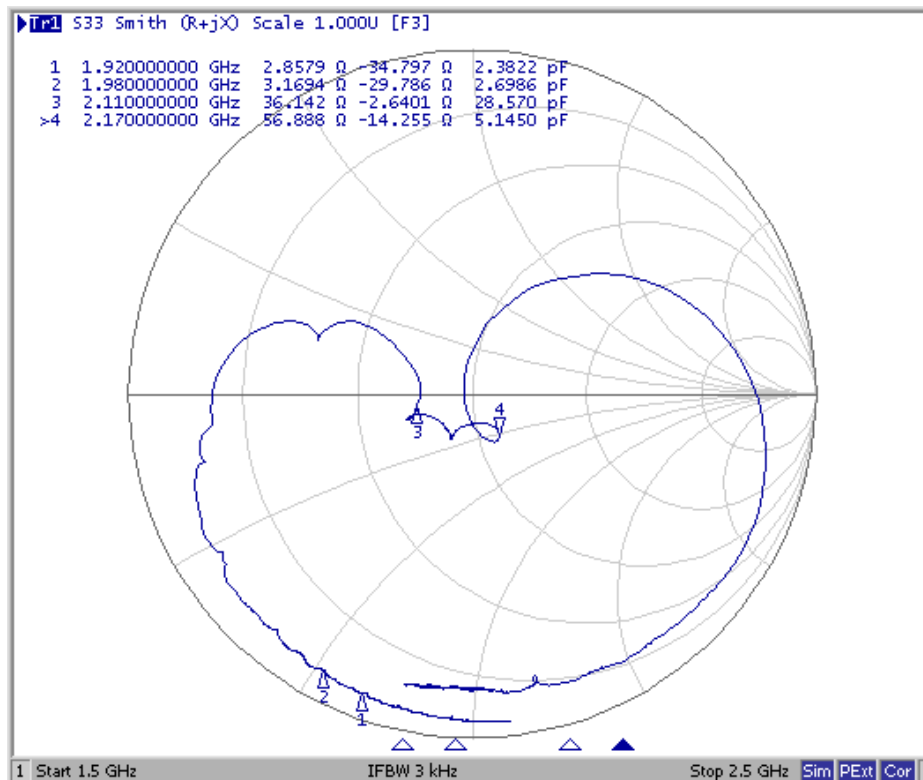 Tr1 S33 Smith (R+jX) Scale 1.000U [F3]
1 1.920000000 GHz 2.8579 Ω -34.797 Ω 2.3822 pF
2 1.980000000 GHz 3.1694 Ω -29.786 Ω 2.6986 pF
3 2.110000000 GHz 36.142 Ω -2.6401 Ω 28.570 pF
>4 2.170000000 GHz 56.888 Ω -14.255 Ω 5.1450 pF
4
3
2
1
1 Start 1.5 GHz IFBW 3 kHz Stop 2.5 GHz Sim PExt Cor